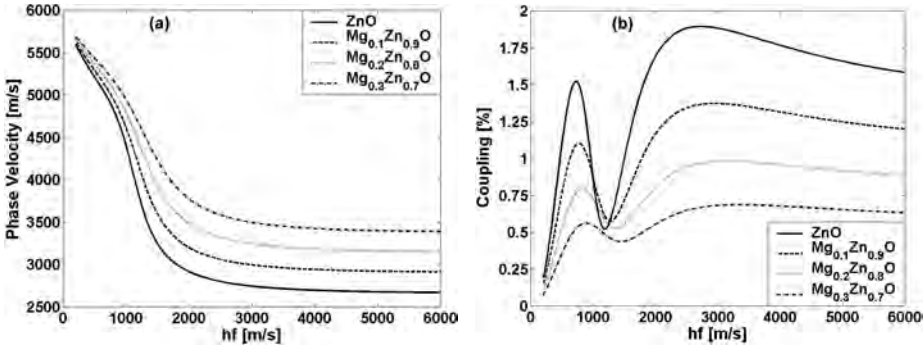 (a)
ZnO
Mg0.1Zn0.9O
Mg0.2Zn0.8O
Mg0.3Zn0.7O
6000
5500
5000
4500
4000
3500
3000
2500
Phase Velocity [m/s]
0
1000
2000
3000
4000
5000
6000
hf [m/s]
(b)
2
1.75
1.5
1.25
1
0.75
0.5
0.25
0
Coupling [%]
ZnO
Mg0.1Zn0.9O
Mg0.2Zn0.8O
Mg0.3Zn0.7O
0
1000
2000
3000
4000
5000
6000
hf [m/s]